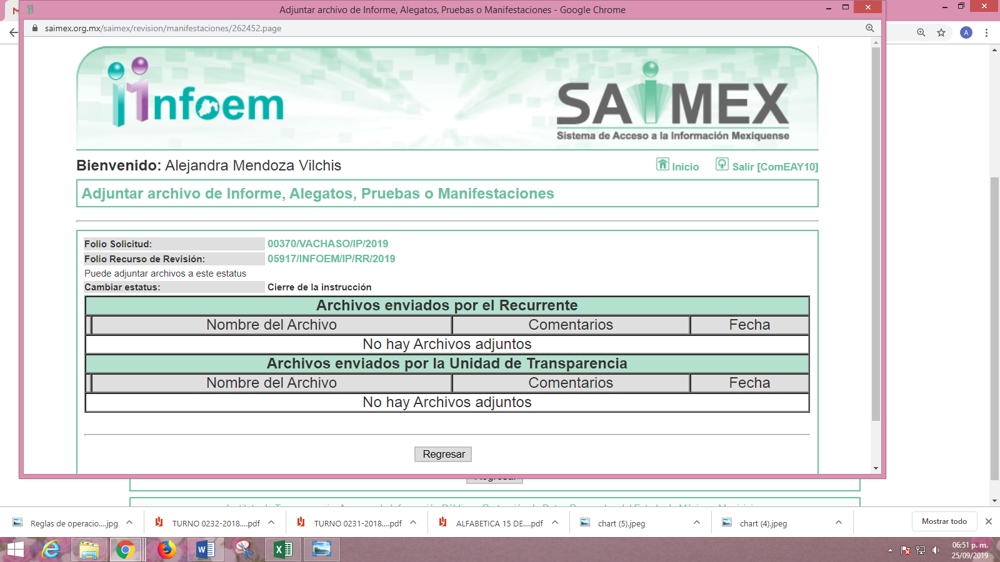 Adjuntar archivo de Informe, Alegatos, Pruebas o Manifestaciones - Google Chrome
saimex.org.mx/saimex/revision/manifestaciones/262452.page
A
infoem
SAIMEX
Sistema de Acceso a la Información Mexiquense
Bienvenido: Alejandra Mendoza Vilchis
Inicio
Salir [ComEAY10]
Adjuntar archivo de Informe, Alegatos, Pruebas o Manifestaciones
Folio Solicitud: 00370/VACHASO/IP/2019
Folio Recurso de Revisión: 05917/INFOEM/IP/RR/2019
Puede adjuntar archivos a este estatus
Cambiar estatus: Cierre de la instrucción
Archivos enviados por el Recurrente
Nombre del Archivo Comentarios Fecha
No hay Archivos adjuntos
Archivos enviados por la Unidad de Transparencia
Nombre del Archivo Comentarios Fecha
No hay Archivos adjuntos
Regresar
Reglas de operacio....jpg
TURNO 0232-2018....pdf
TURNO 0231-2018....pdf
ALFABETICA 15 DE....pdf
chart (5).jpeg
chart (4).jpeg
Mostrar todo
06:51 p. m.
25/09/2019